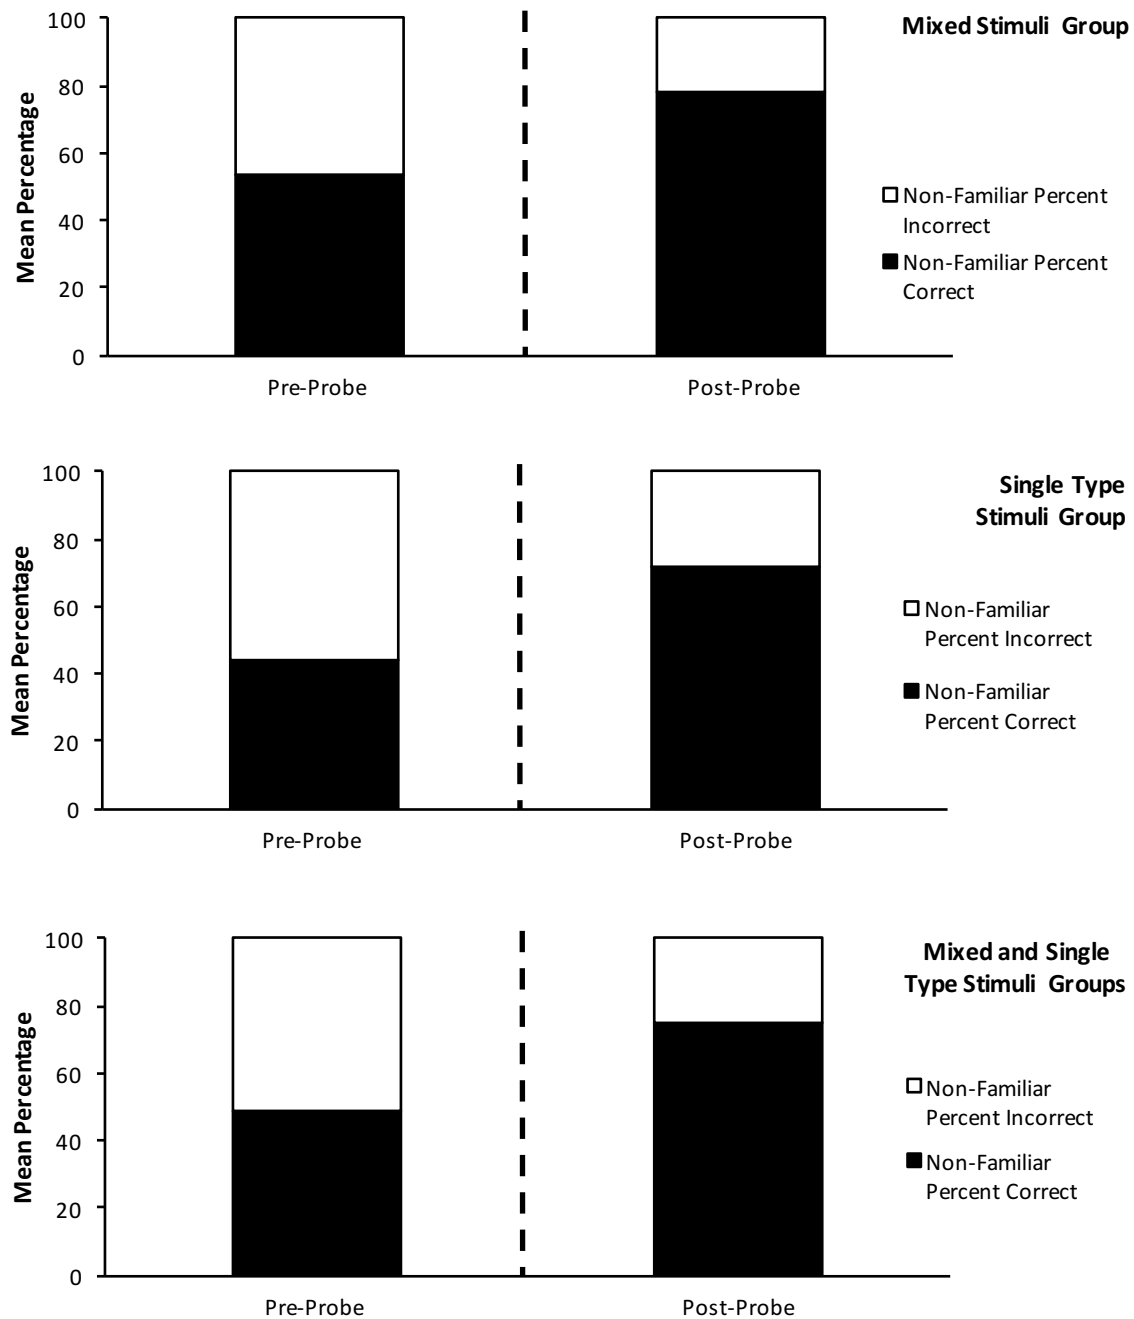 Mixed Stimuli Group
100
80
60
40
20
0
Mean Percentage
Pre-Probe
Post-Probe
Non-Familiar Percent
Incorrect
Non-Familiar Percent
Correct
Single Type
Stimuli Group
100
80
60
40
20
0
Mean Percentage
Pre-Probe
Post-Probe
Non-Familiar
Percent Incorrect
Non-Familiar
Percent Correct
Mixed and Single
Type Stimuli Groups
100
80
60
40
20
0
Mean Percentage
Pre-Probe
Post-Probe
Non-Familiar
Percent Incorrect
Non-Familiar
Percent Correct